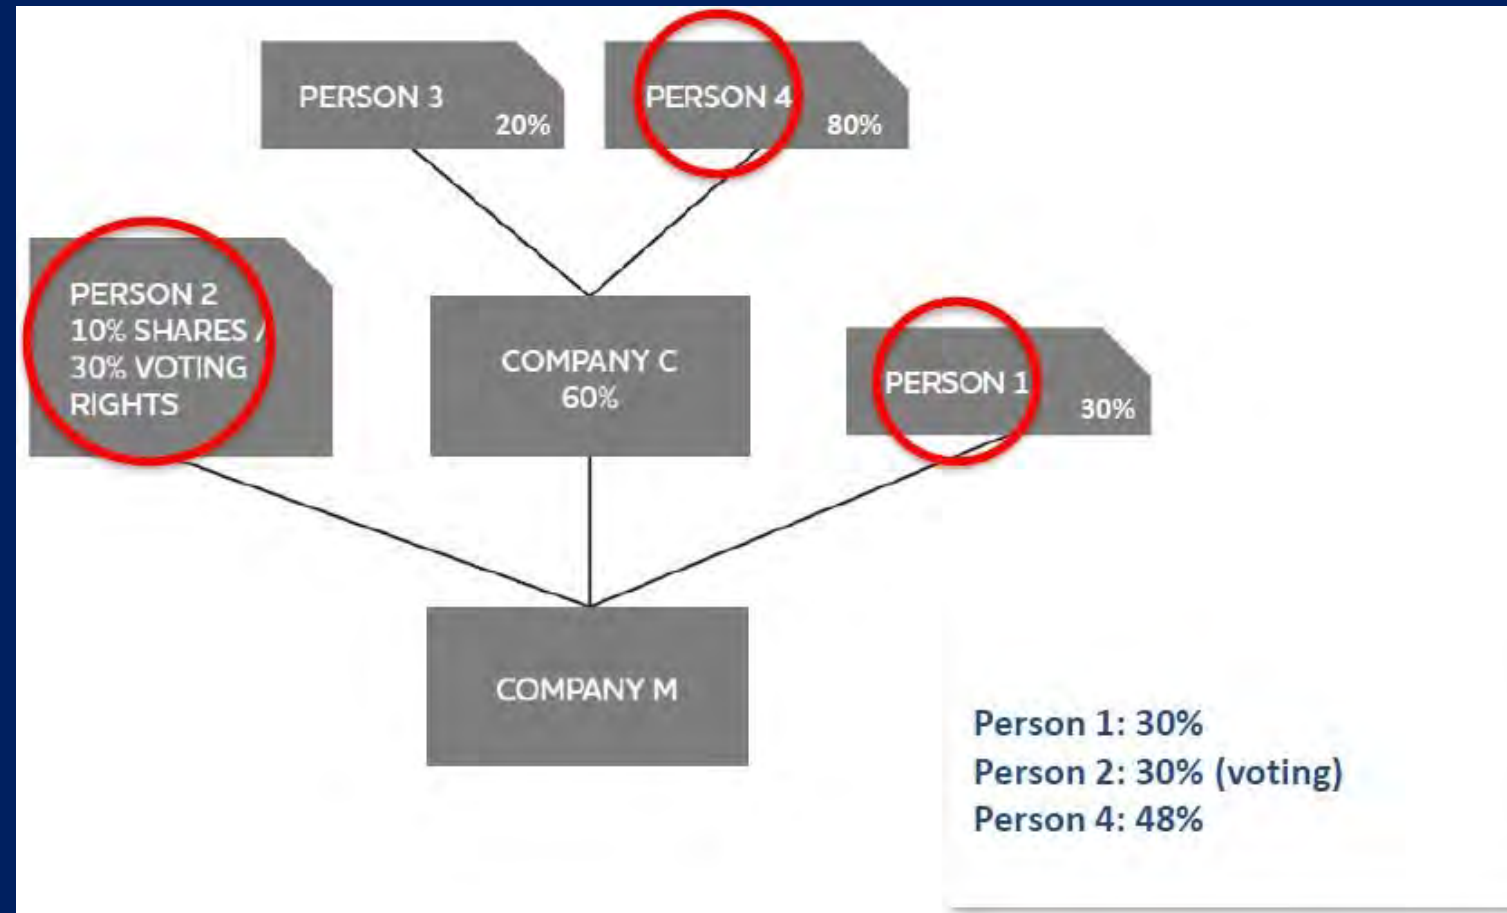 PERSON 3
20%
PERSON 4
80%
PERSON 2
10% SHARES /
30% VOTING
RIGHTS
COMPANY C
60%
PERSON 1
30%
COMPANY M
Person 1: 30%
Person 2: 30% (voting)
Person 4: 48%